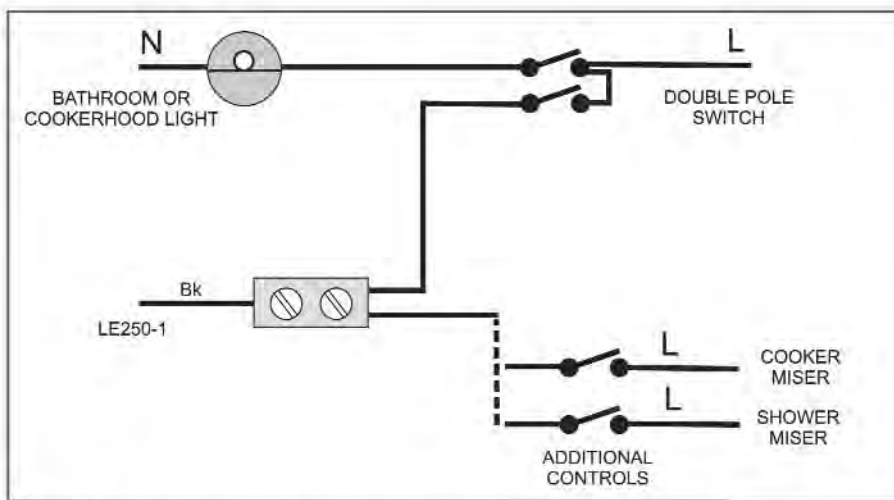 N
L
BATHROOM OR
COOKERHOOD LIGHT
DOUBLE POLE
SWITCH
Bk
LE250-1
L
COOKER
MISER
L
SHOWER
MISER
ADDITIONAL
CONTROLS